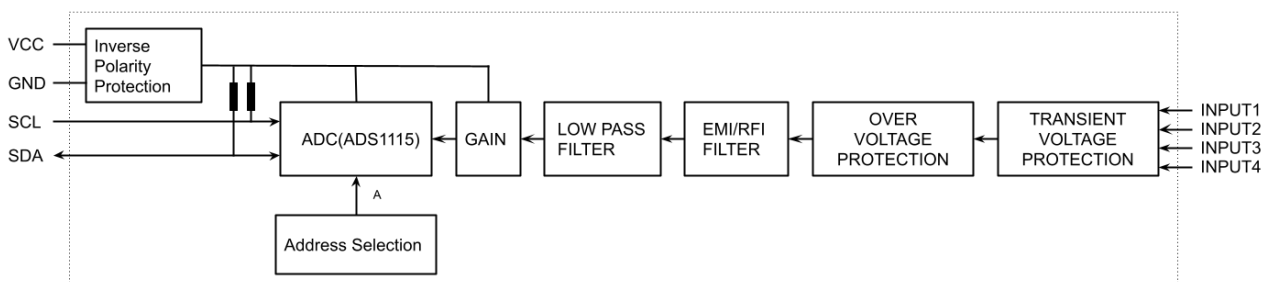 VCC
GND
SCL
SDA
Inverse
Polarity
Protection
ADC(ADS1115)
GAIN
LOW PASS
FILTER
EMI/RFI
FILTER
OVER
VOLTAGE
PROTECTION
TRANSIENT
VOLTAGE
PROTECTION
INPUT1
INPUT2
INPUT3
INPUT4
A
Address Selection